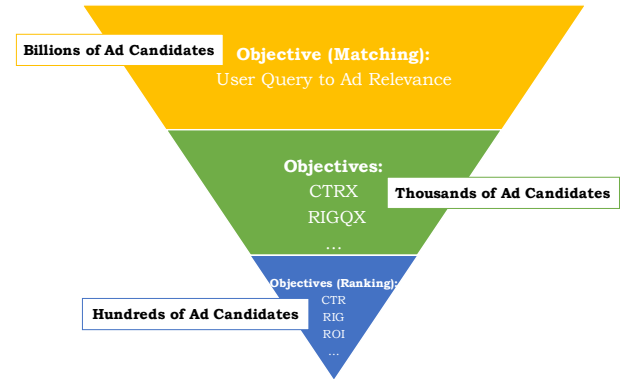 Billions of Ad Candidates
Objective (Matching):
User Query to Ad Relevance
Objectives:
CTRX
RIGQX
...
Thousands of Ad Candidates
Objectives (Ranking):
CTR
RIG
ROI
...
Hundreds of Ad Candidates